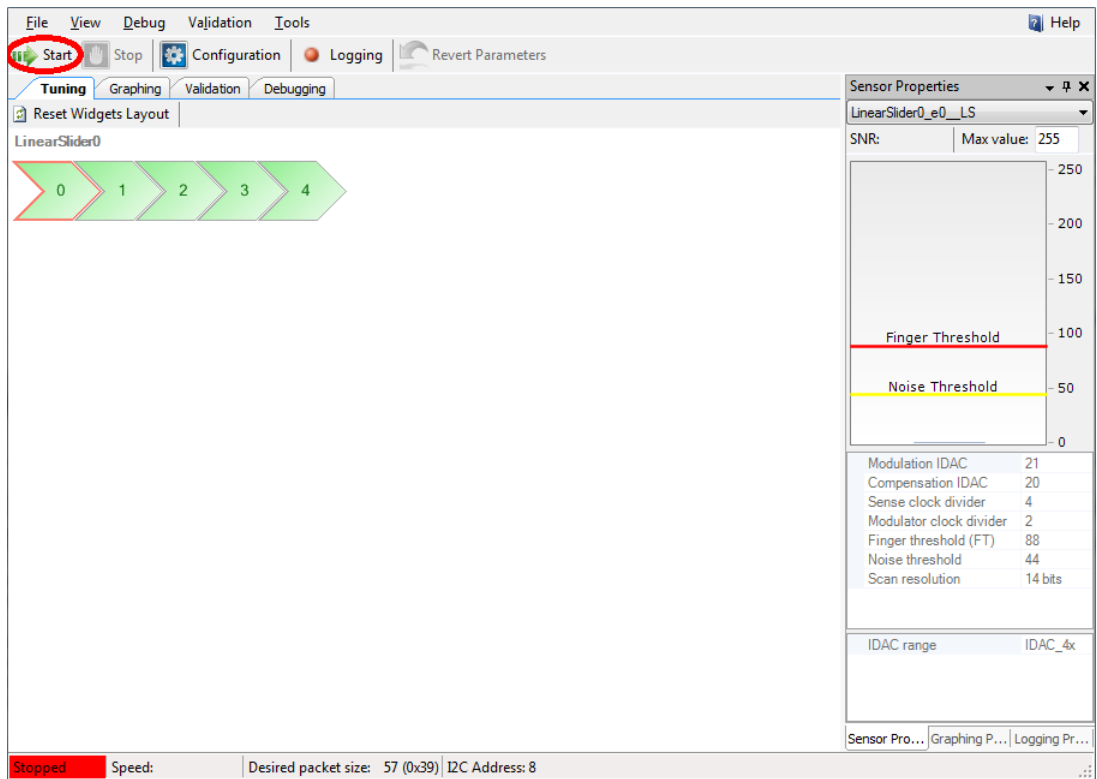 File View Debug Validation Tools Help
Start Stop Configuration Logging Revert Parameters
Tuning Graphing Validation Debugging
Reset Widgets Layout
LinearSlider0
0 1 2 3 4
Sensor Properties
LinearSlider0_e0__LS
SNR: Max value: 255
250
200
150
100
50
0
Finger Threshold
Noise Threshold
Modulation IDAC 21
Compensation IDAC 20
Sense clock divider 4
Modulator clock divider 2
Finger threshold (FT) 88
Noise threshold 44
Scan resolution 14 bits
IDAC range IDAC_4x
Sensor Pro... Graphing P... Logging Pr...
Stopped Speed: Desired packet size: 57 (0x39) I2C Address: 8